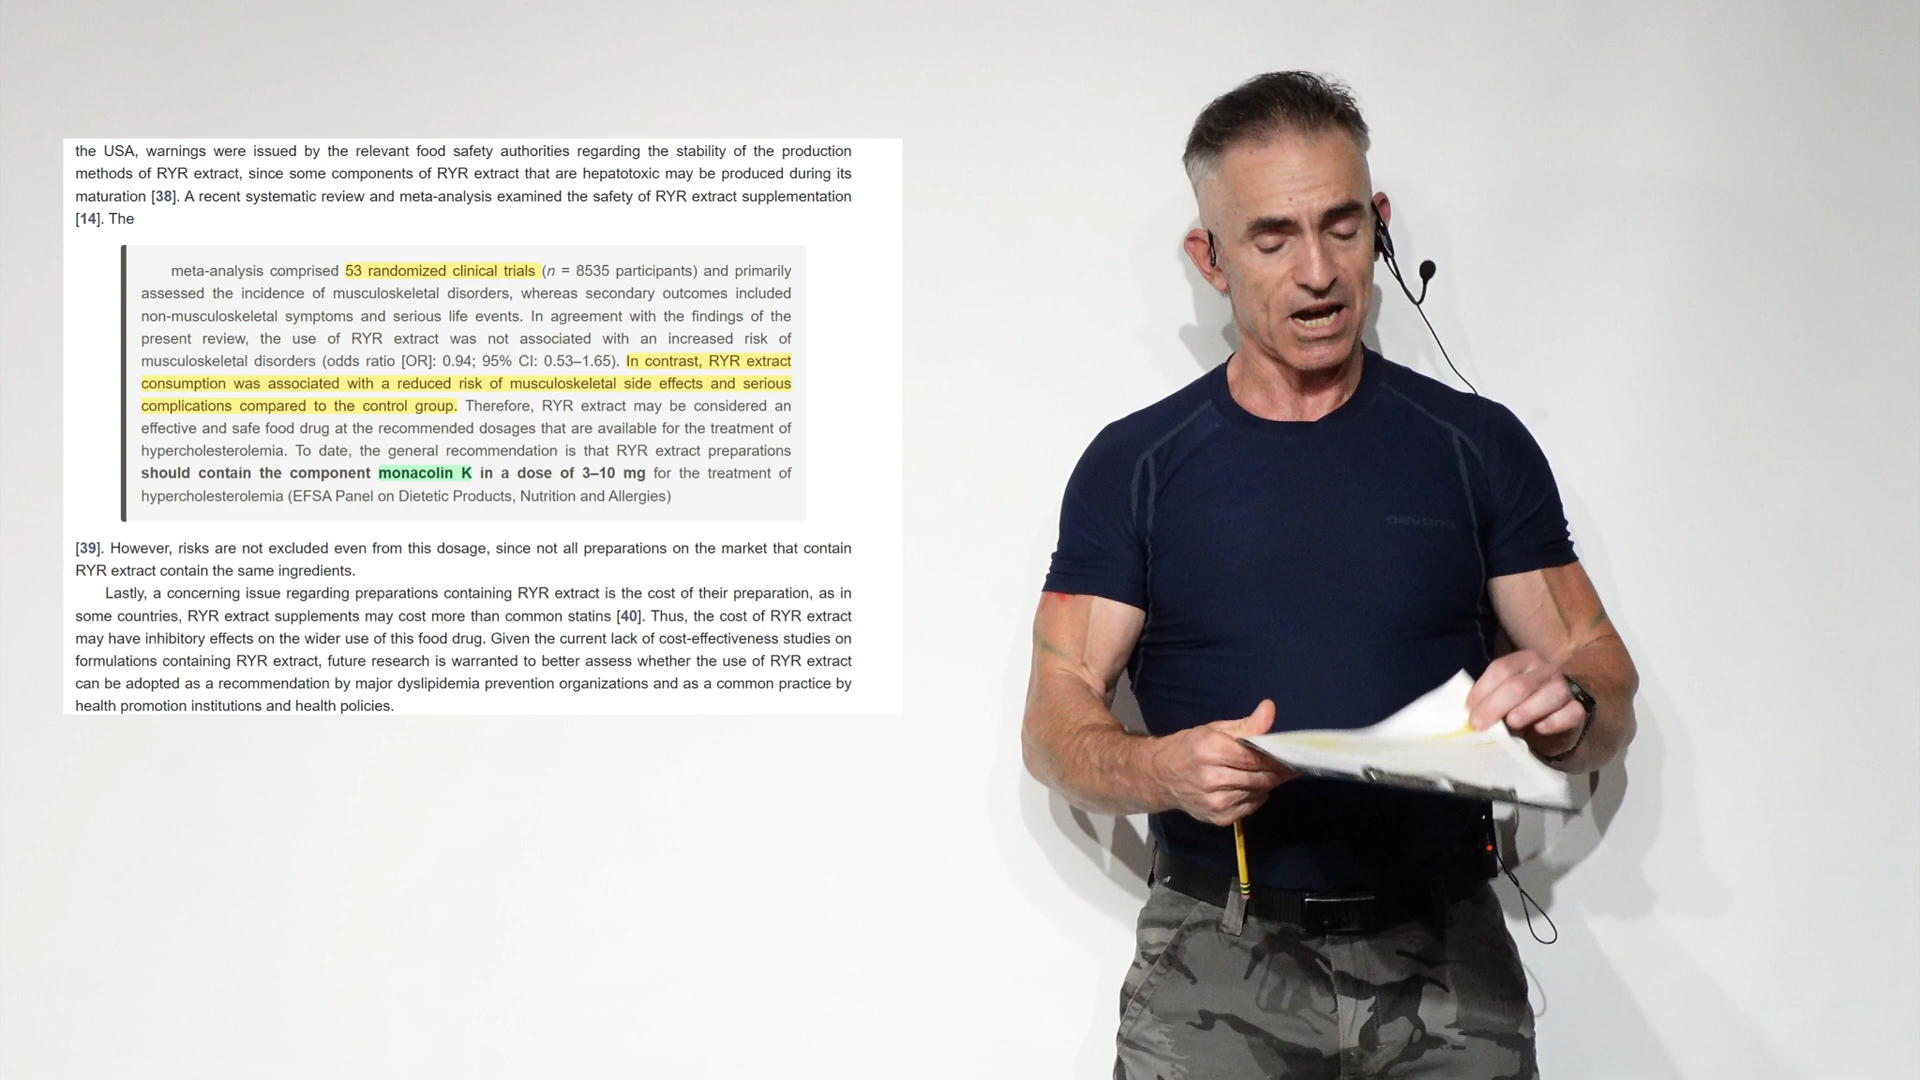 the USA, warnings were issued by the relevant food safety authorities regarding the stability of the production
methods of RYR extract, since some components of RYR extract that are hepatotoxic may be produced during its
maturation [38]. A recent systematic review and meta-analysis examined the safety of RYR extract supplementation
[14]. The
meta-analysis comprised 53 randomized clinical trials (n = 8535 participants) and primarily
assessed the incidence of musculoskeletal disorders, whereas secondary outcomes included
non-musculoskeletal symptoms and serious life events. In agreement with the findings of the
present review, the use of RYR extract was not associated with an increased risk of
musculoskeletal disorders (odds ratio [OR]: 0.94; 95% CI: 0.53–1.65). In contrast, RYR extract
consumption was associated with a reduced risk of musculoskeletal side effects and serious
complications compared to the control group. Therefore, RYR extract may be considered an
effective and safe food drug at the recommended dosages that are available for the treatment of
hypercholesterolemia. To date, the general recommendation is that RYR extract preparations
should contain the component monacolin K in a dose of 3–10 mg for the treatment of
hypercholesterolemia (EFSA Panel on Dietetic Products, Nutrition and Allergies)
[39]. However, risks are not excluded even from this dosage, since not all preparations on the market that contain
RYR extract contain the same ingredients.
Lastly, a concerning issue regarding preparations containing RYR extract is the cost of their preparation, as in
some countries, RYR extract supplements may cost more than common statins [40]. Thus, the cost of RYR extract
may have inhibitory effects on the wider use of this food drug. Given the current lack of cost-effectiveness studies on
formulations containing RYR extract, future research is warranted to better assess whether the use of RYR extract
can be adopted as a recommendation by major dyslipidemia prevention organizations and as a common practice by
health promotion institutions and health policies.